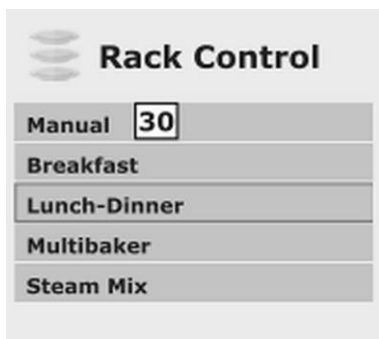 Rack Control
Manual 30
Breakfast
Lunch-Dinner
Multibaker
Steam Mix